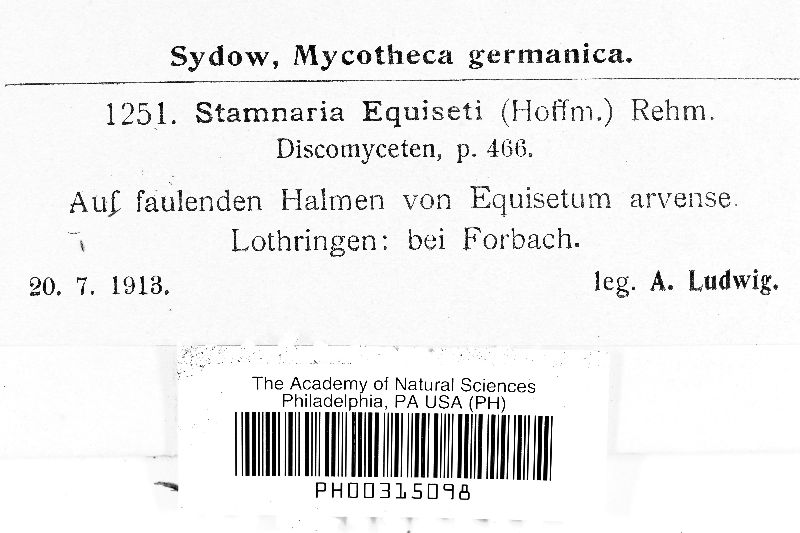 Sydow, Mycotheca germanica.
1251. Stamnaria Equiseti (Hoffm.) Rehm.
Discomyceten, p. 466.
Auf faulenden Halmen von Equisetum arvense.
Lothringen: bei Forbach.
20. 7. 1913. leg. A. Ludwig.
The Academy of Natural Sciences
Philadelphia, PA USA (PH)
PH00315098